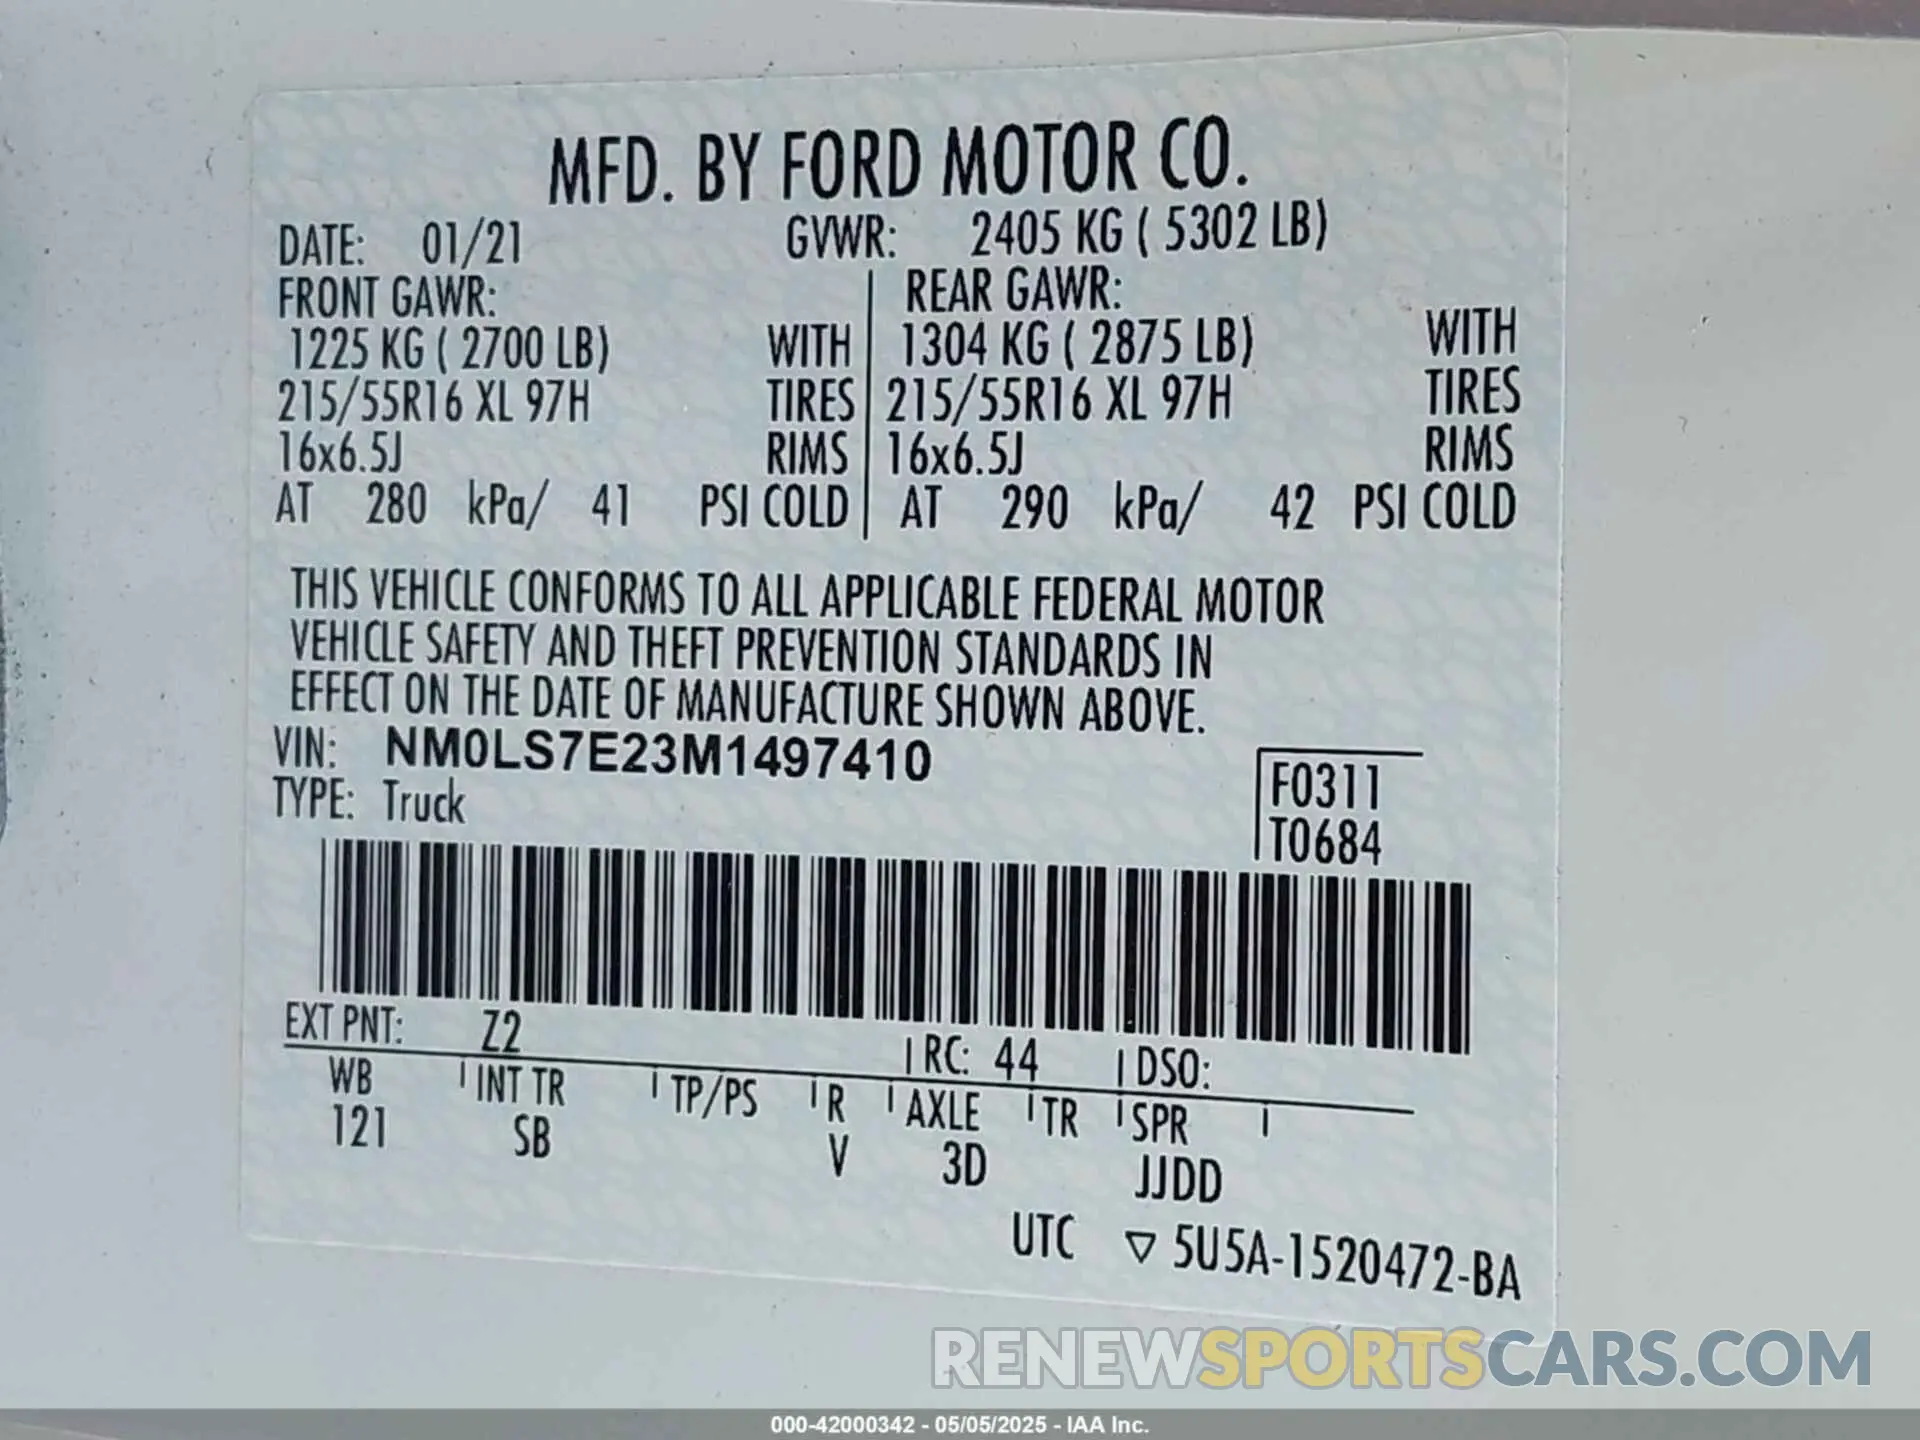 MFD. BY FORD MOTOR CO.
DATE: 01/21 GVWR: 2405 KG ( 5302 LB)
FRONT GAWR: REAR GAWR:
1225 KG ( 2700 LB) WITH 1304 KG ( 2875 LB) WITH
215/55R16 XL 97H TIRES 215/55R16 XL 97H TIRES
16x6.5J RIMS 16x6.5J RIMS
AT 280 kPa/ 41 PSI COLD AT 290 kPa/ 42 PSI COLD
THIS VEHICLE CONFORMS TO ALL APPLICABLE FEDERAL MOTOR
VEHICLE SAFETY AND THEFT PREVENTION STANDARDS IN
EFFECT ON THE DATE OF MANUFACTURE SHOWN ABOVE.
VIN: NM0LS7E23M1497410
TYPE: Truck
F0311
T0684
EXT PNT: Z2 RC: 44 DSO:
WB INT TR TP/PS R AXLE TR SPR
121 SB V 3D JJDD
UTC ▽ 5U5A-1520472-BA
RENEWSPORTSCARS.COM
000-42000342 - 05/05/2025 - IAA Inc.